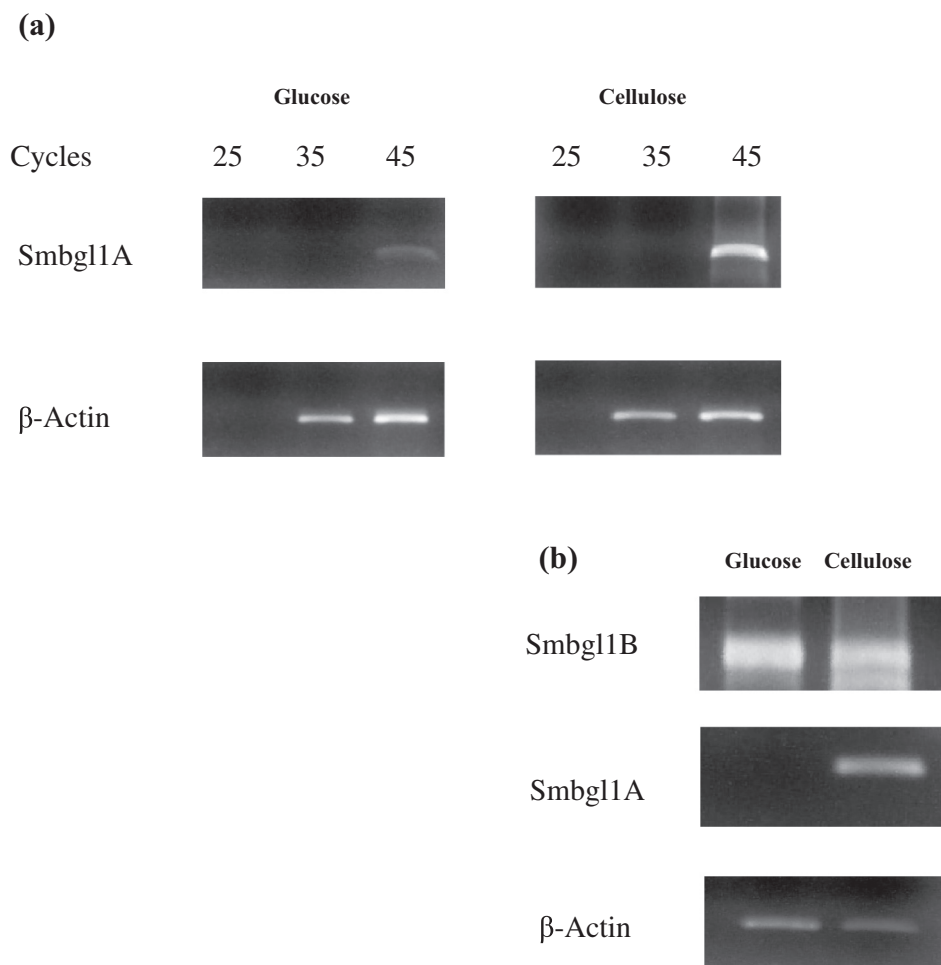 (a)
Glucose Cellulose
Cycles 25 35 45 25 35 45
Smbgl1A
β-Actin
(b) Glucose Cellulose
Smbgl1B
Smbgl1A
β-Actin